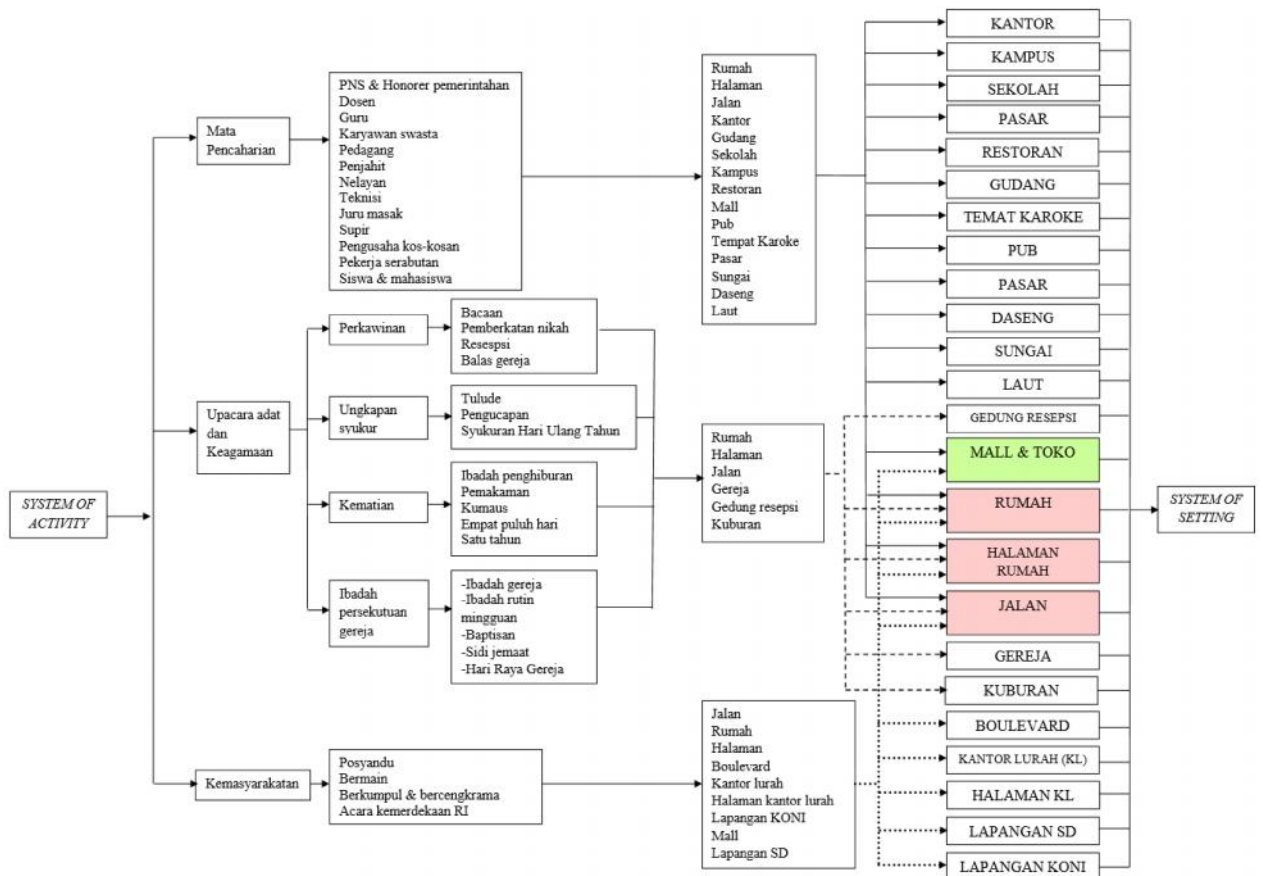 SYSTEM OF
ACTIVITY
Mata
Pencaharian
PNS & Honorer pemerintahan
Dosen
Guru
Karyawan swasta
Pedagang
Penjahit
Nelayan
Teknisi
Juru masak
Supir
Pengusaha kos-kosan
Pekerja serabutan
Siswa & mahasiswa
Rumah
Halaman
Jalan
Kantor
Gudang
Sekolah
Kampus
Restoran
Mall
Pub
Tempat Karoke
Pasar
Sungai
Daseng
Laut
Upacara adat
dan
Keagamaan
Perkawinan
Bacaan
Pemberkatan nikah
Resespsi
Balas gereja
Ungkapan
syukur
Tulude
Pengucapan
Syukuran Hari Ulang Tahun
Kematian
Ibadah penghiburan
Pemakaman
Kumaus
Empat puluh hari
Satu tahun
Ibadah
persekutuan
gereja
-Ibadah gereja
-Ibadah rutin
mingguan
-Baptisan
-Sidi jemaat
-Hari Raya Gereja
Rumah
Halaman
Jalan
Gereja
Gedung resepsi
Kuburan
Kemasyarakatan
Posyandu
Bermain
Berkumpul & bercengkrama
Acara kemerdekaan RI
Jalan
Rumah
Halaman
Boulevard
Kantor lurah
Halaman kantor lurah
Lapangan KONI
Mall
Lapangan SD
KANTOR
KAMPUS
SEKOLAH
PASAR
RESTORAN
GUDANG
TEMAT KAROKE
PUB
PASAR
DASENG
SUNGAI
LAUT
GEDUNG RESEPSI
MALL & TOKO
RUMAH
HALAMAN
RUMAH
JALAN
GEREJA
KUBURAN
BOULEVARD
KANTOR LURAH (KL)
HALAMAN KL
LAPANGAN SD
LAPANGAN KONI
SYSTEM OF
SETTING